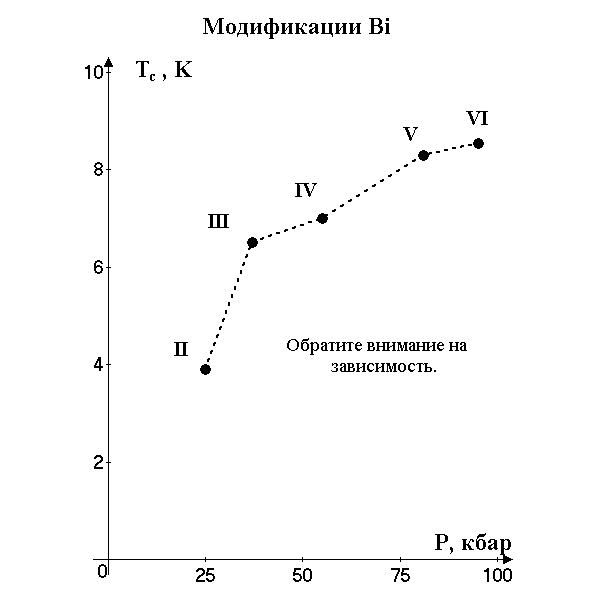 Модификации Bi
10
T_c , K
VI
V
8
IV
III
6
Обратите внимание на
зависимость.
II
4
2
P, кбар
0
25
50
75
100